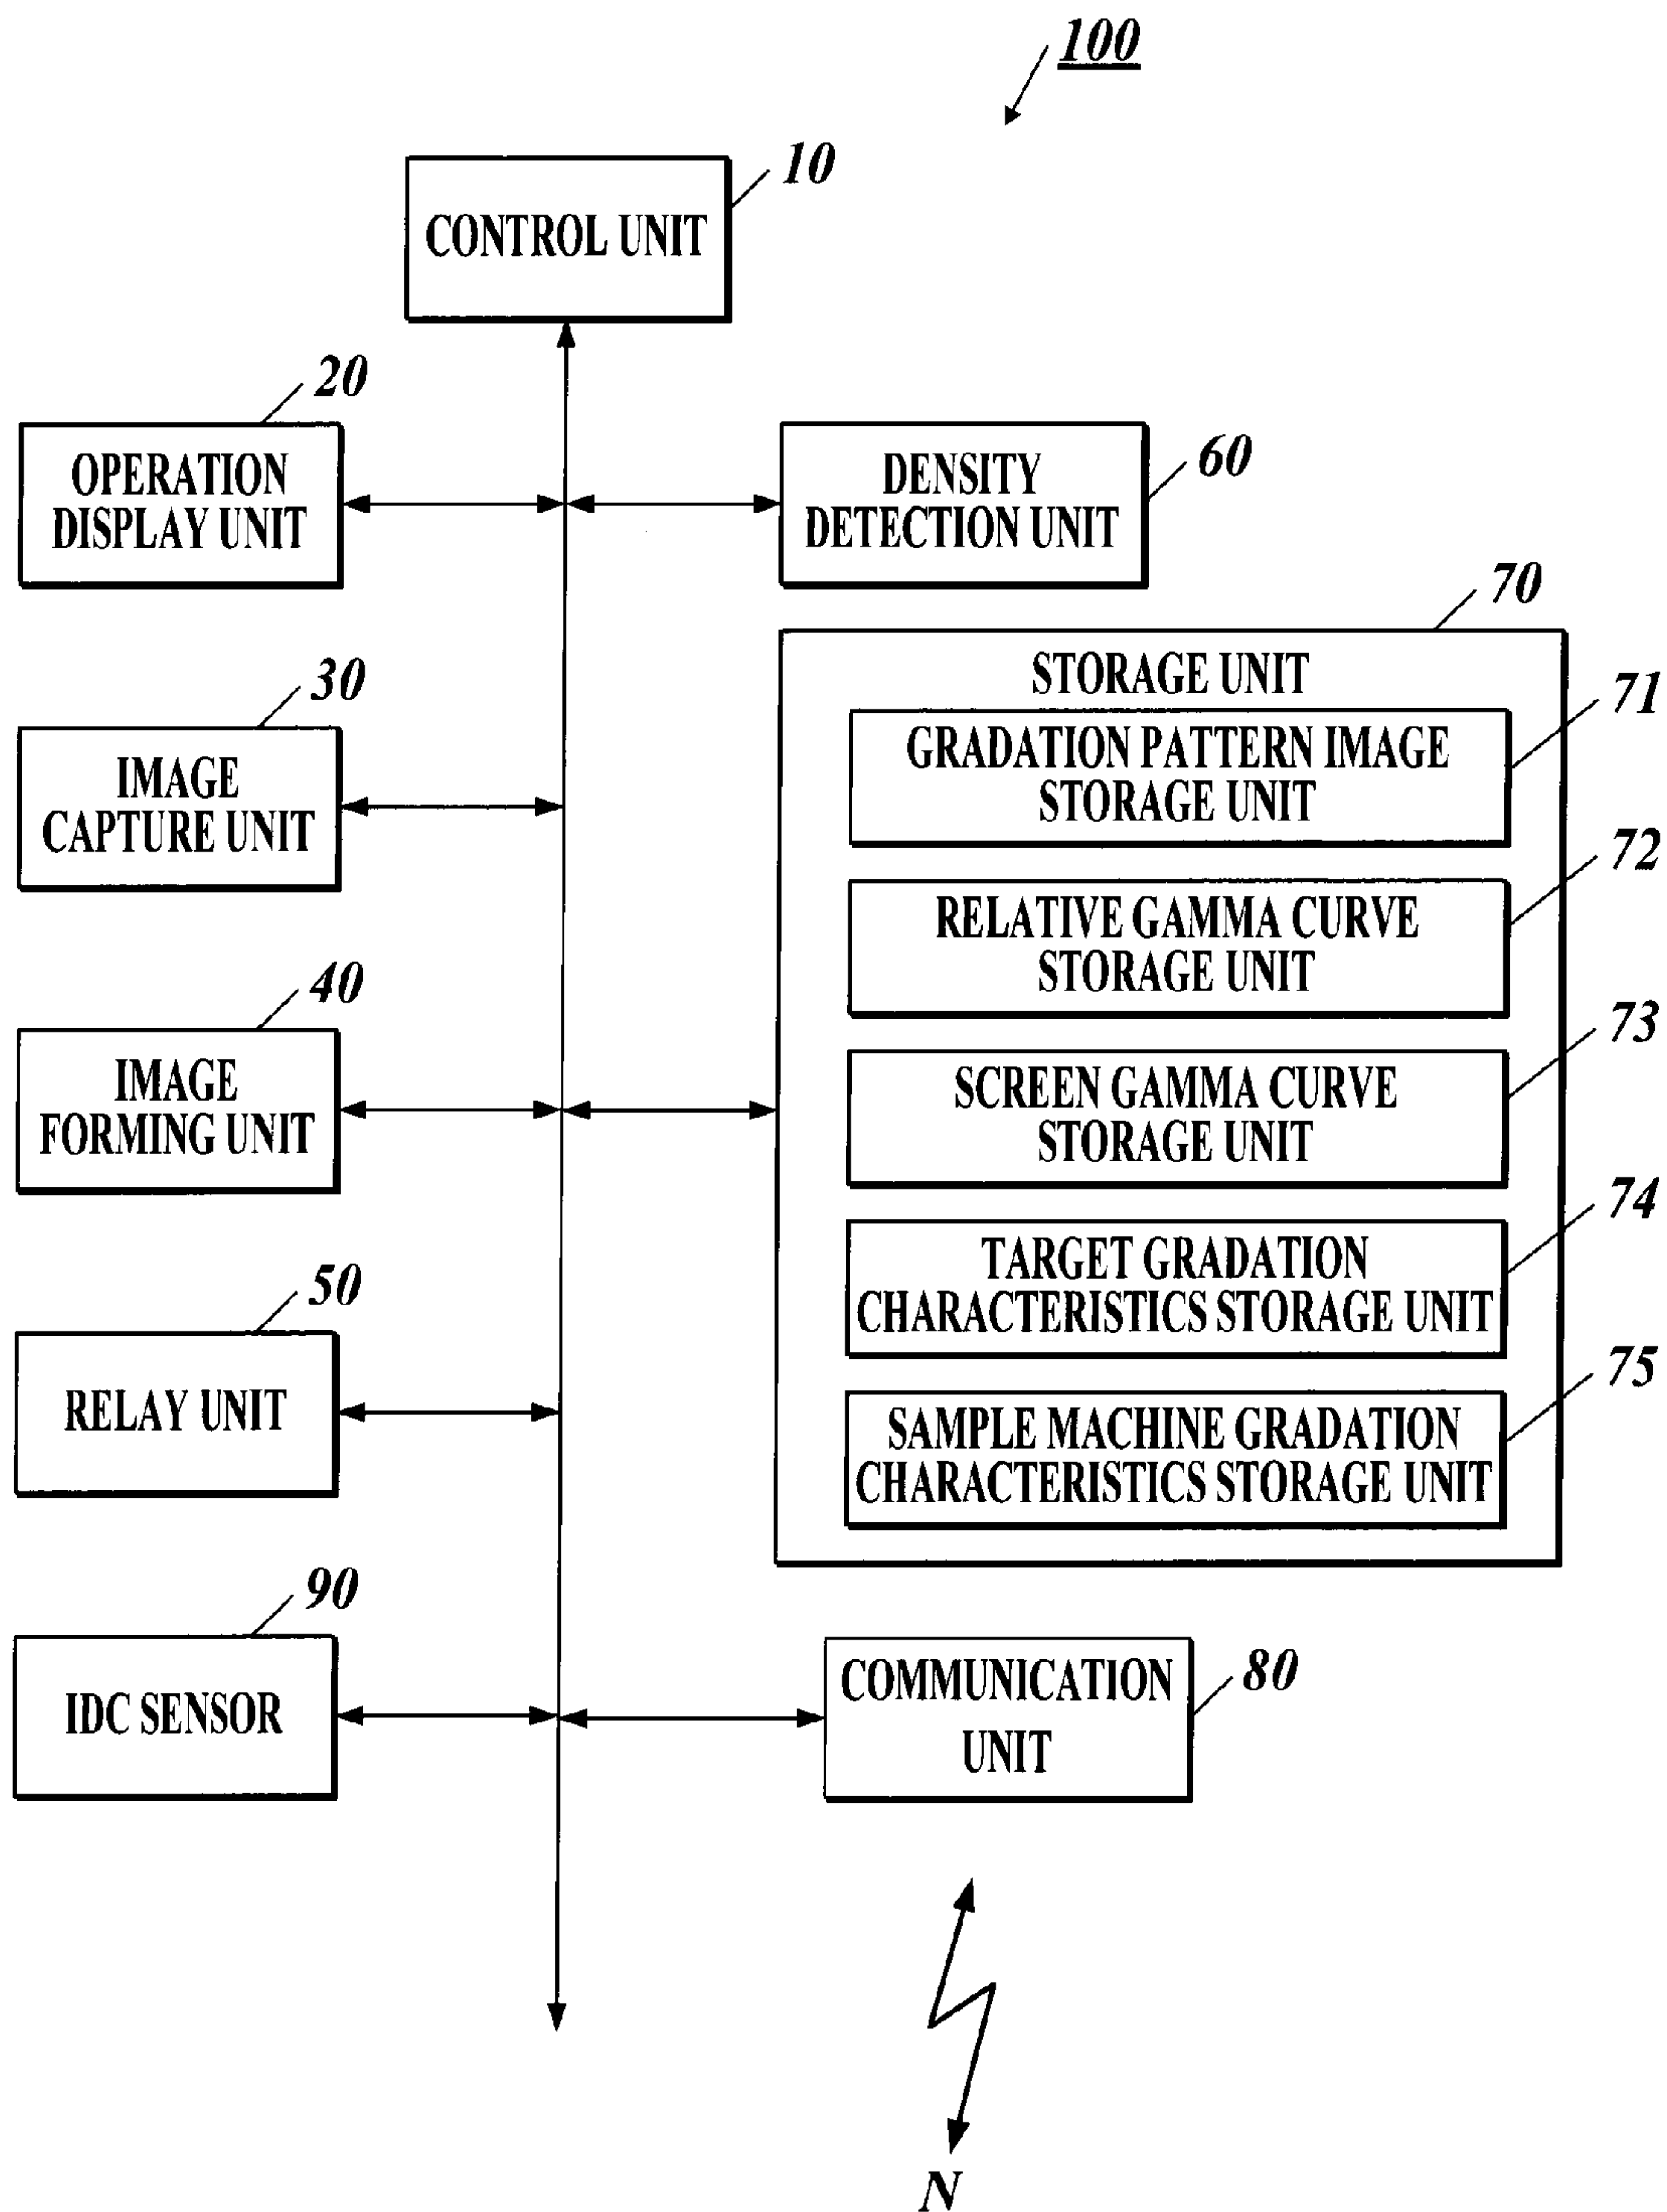 100
10
CONTROL UNIT
20
OPERATION
DISPLAY UNIT
60
DENSITY
DETECTION UNIT
30
IMAGE
CAPTURE UNIT
40
IMAGE
FORMING UNIT
50
RELAY UNIT
90
IDC SENSOR
70
STORAGE UNIT
71
GRADATION PATTERN IMAGE
STORAGE UNIT
72
RELATIVE GAMMA CURVE
STORAGE UNIT
73
SCREEN GAMMA CURVE
STORAGE UNIT
74
TARGET GRADATION
CHARACTERISTICS STORAGE UNIT
75
SAMPLE MACHINE GRADATION
CHARACTERISTICS STORAGE UNIT
80
COMMUNICATION
UNIT
N